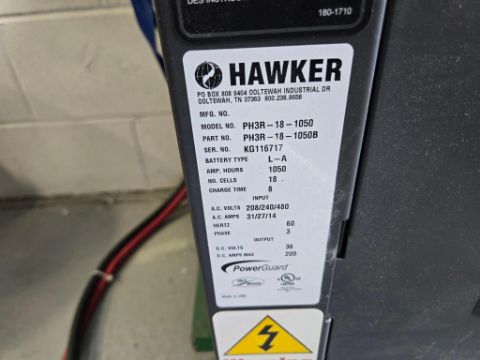 DES INSTRUC
180-1710
HAWKER
PO BOX 808 9404 OOLTEWAH INDUSTRIAL DR
OOLTEWAH, TN 37363 800.238.8658
MFG. NO.
MODEL NO. PH3R-18-1050
PART NO. PH3R-18-1050B
SER. NO. KG116717
BATTERY TYPE L-A
AMP. HOURS 1050
NO. CELLS 18
CHARGE TIME 8
INPUT
A.C. VOLTS 208/240/480
A.C. AMPS 31/27/14
HERTZ 60
PHASE 3
OUTPUT
D.C. VOLTS 36
D.C. AMPS MAX 200
PowerGuard
LISTED